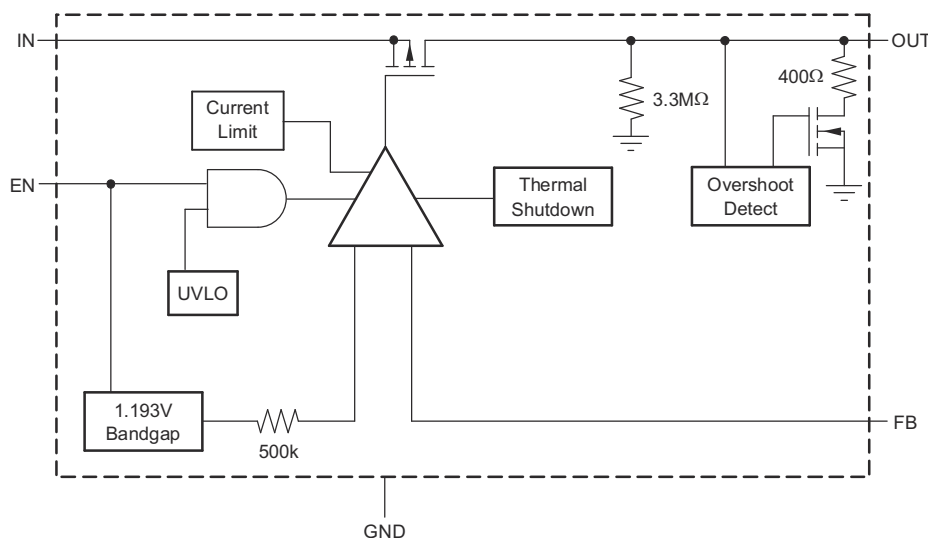 IN
OUT
400Ω
3.3MΩ
Current
Limit
EN
Thermal
Shutdown
Overshoot
Detect
UVLO
1.193V
Bandgap
500k
FB
GND